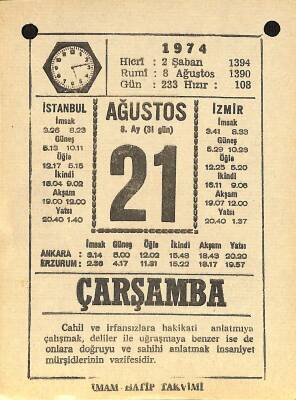 1974
Hicrî : 2 Şaban 1394
Rumî : 8 Ağustos 1390
Gün : 233 Hızır : 108
İSTANBUL
İmsak
3.26 8.23
Güneş
5.13 10.11
Öğle
12.17 5.15
İkindi
16.04 9.02
Akşam
19.00 12.00
Yatsı
20.40 1.40
AĞUSTOS
8. Ay (31 gün)
21
İZMİR
İmsak
3.41 8.33
Güneş
5.29 10.23
Öğle
12.25 5.18
İkindi
16.11 9.06
Akşam
19.07 12.00
Yatsı
20.40 1.37
İmsak Güneş Öğle İkindi Akşam Yatsı
ANKARA : 3.14 5.00 12.02 15.48 18.43 20.20
ERZURUM : 2.36 4.17 11.31 15.22 18.17 19.57
ÇARŞAMBA
Cahil ve irfansızlara hakikati anlatmıya
çalışmak, deliler ile uğraşmaya benzer ise de
onlara doğruyu ve sahihi anlatmak insaniyet
mürşidlerinin vazifesidir.
İMAM - HATİP TAKVİMİ